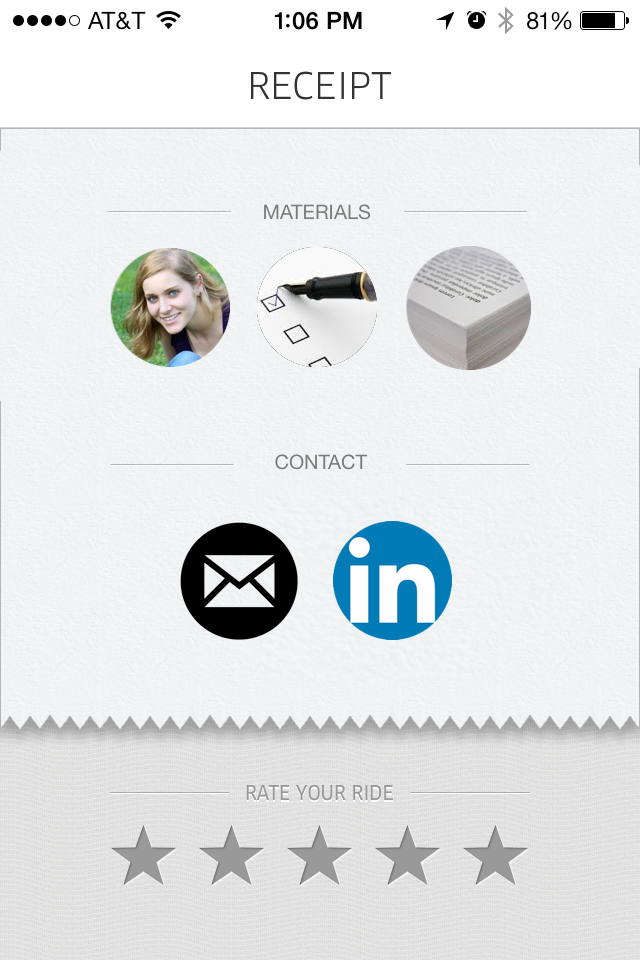 AT&T 1:06 PM 81%
RECEIPT
MATERIALS
CONTACT
in
RATE YOUR RIDE